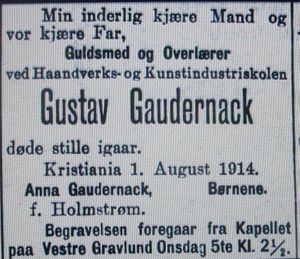 Min inderlig kjære Mand og
vor kjære Far,
Guldsmed og Overlærer
ved Haandverks- og Kunstindustriskolen
Gustav Gaudernack
døde stille igaar.
Kristiania 1. August 1914.
Anna Gaudernack, Børnene.
f. Holmstrøm.
Begravelsen foregaar fra Kapellet
paa Vestre Gravlund Onsdag 5te Kl. 2½.